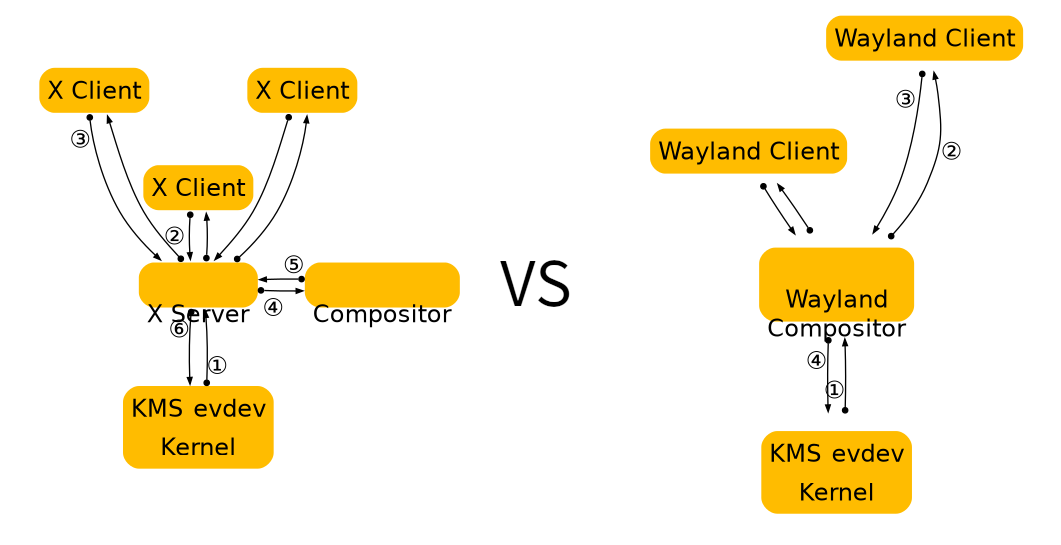 X Client
X Client
③
X Client
②
⑤
④
X Server
Compositor
⑥
①
KMS evdev
Kernel
VS
Wayland Client
③
②
Wayland Client
Wayland
Compositor
④
①
KMS evdev
Kernel